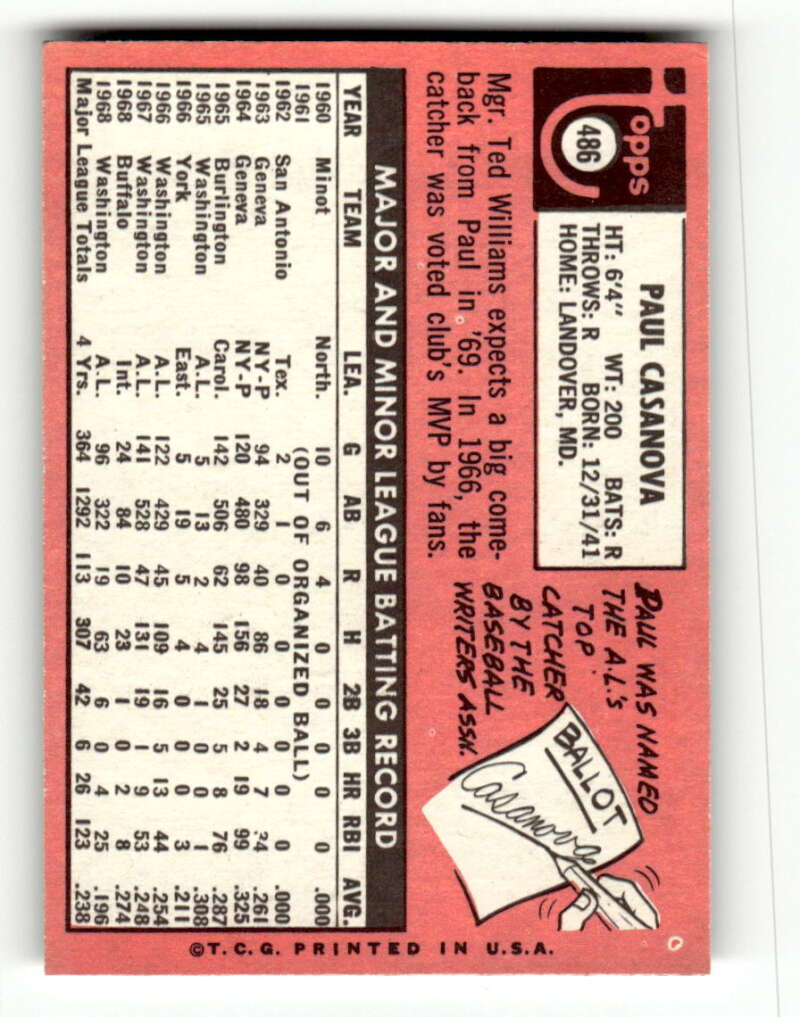 Topps
486
PAUL CASANOVA
HT: 6'4" WT: 200 BATS: R
THROWS: R BORN: 12/31/41
HOME: LANDOVER, MD.
PAUL WAS NAMED
THE A.L.'S
TOP
CATCHER
BY THE
BASEBALL
WRITERS ASSN.
BALLOT
Casanova
Mgr. Ted Williams expects a big come-
back from Paul in '69. In 1966, the
catcher was voted club's MVP by fans.
MAJOR AND MINOR LEAGUE BATTING RECORD
YEAR TEAM LEA. G AB R H 2B 3B HR RBI AVG.
1960 Minot North. 10 6 4 0 0 0 0 0 .000
1961 (OUT OF ORGANIZED BALL)
1962 San Antonio Tex. 2 1 0 0 0 0 0 0 .000
1963 Geneva NY-P 94 329 40 86 18 4 7 34 .261
1964 Geneva NY-P 120 480 98 156 27 2 19 99 .325
1965 Burlington Carol. 142 506 62 145 25 5 8 76 .287
1965 Washington A.L. 5 13 2 4 1 0 0 1 .308
1966 York East. 5 19 5 4 0 0 0 3 .211
1966 Washington A.L. 122 429 45 109 16 5 13 44 .254
1967 Washington A.L. 141 528 47 131 19 1 9 53 .248
1968 Buffalo Int. 24 84 10 23 1 0 2 8 .274
1968 Washington A.L. 96 322 19 63 6 0 4 25 .196
Major League Totals 4 Yrs. 364 1292 113 307 42 6 26 123 .238
©T.C.G. PRINTED IN U.S.A.